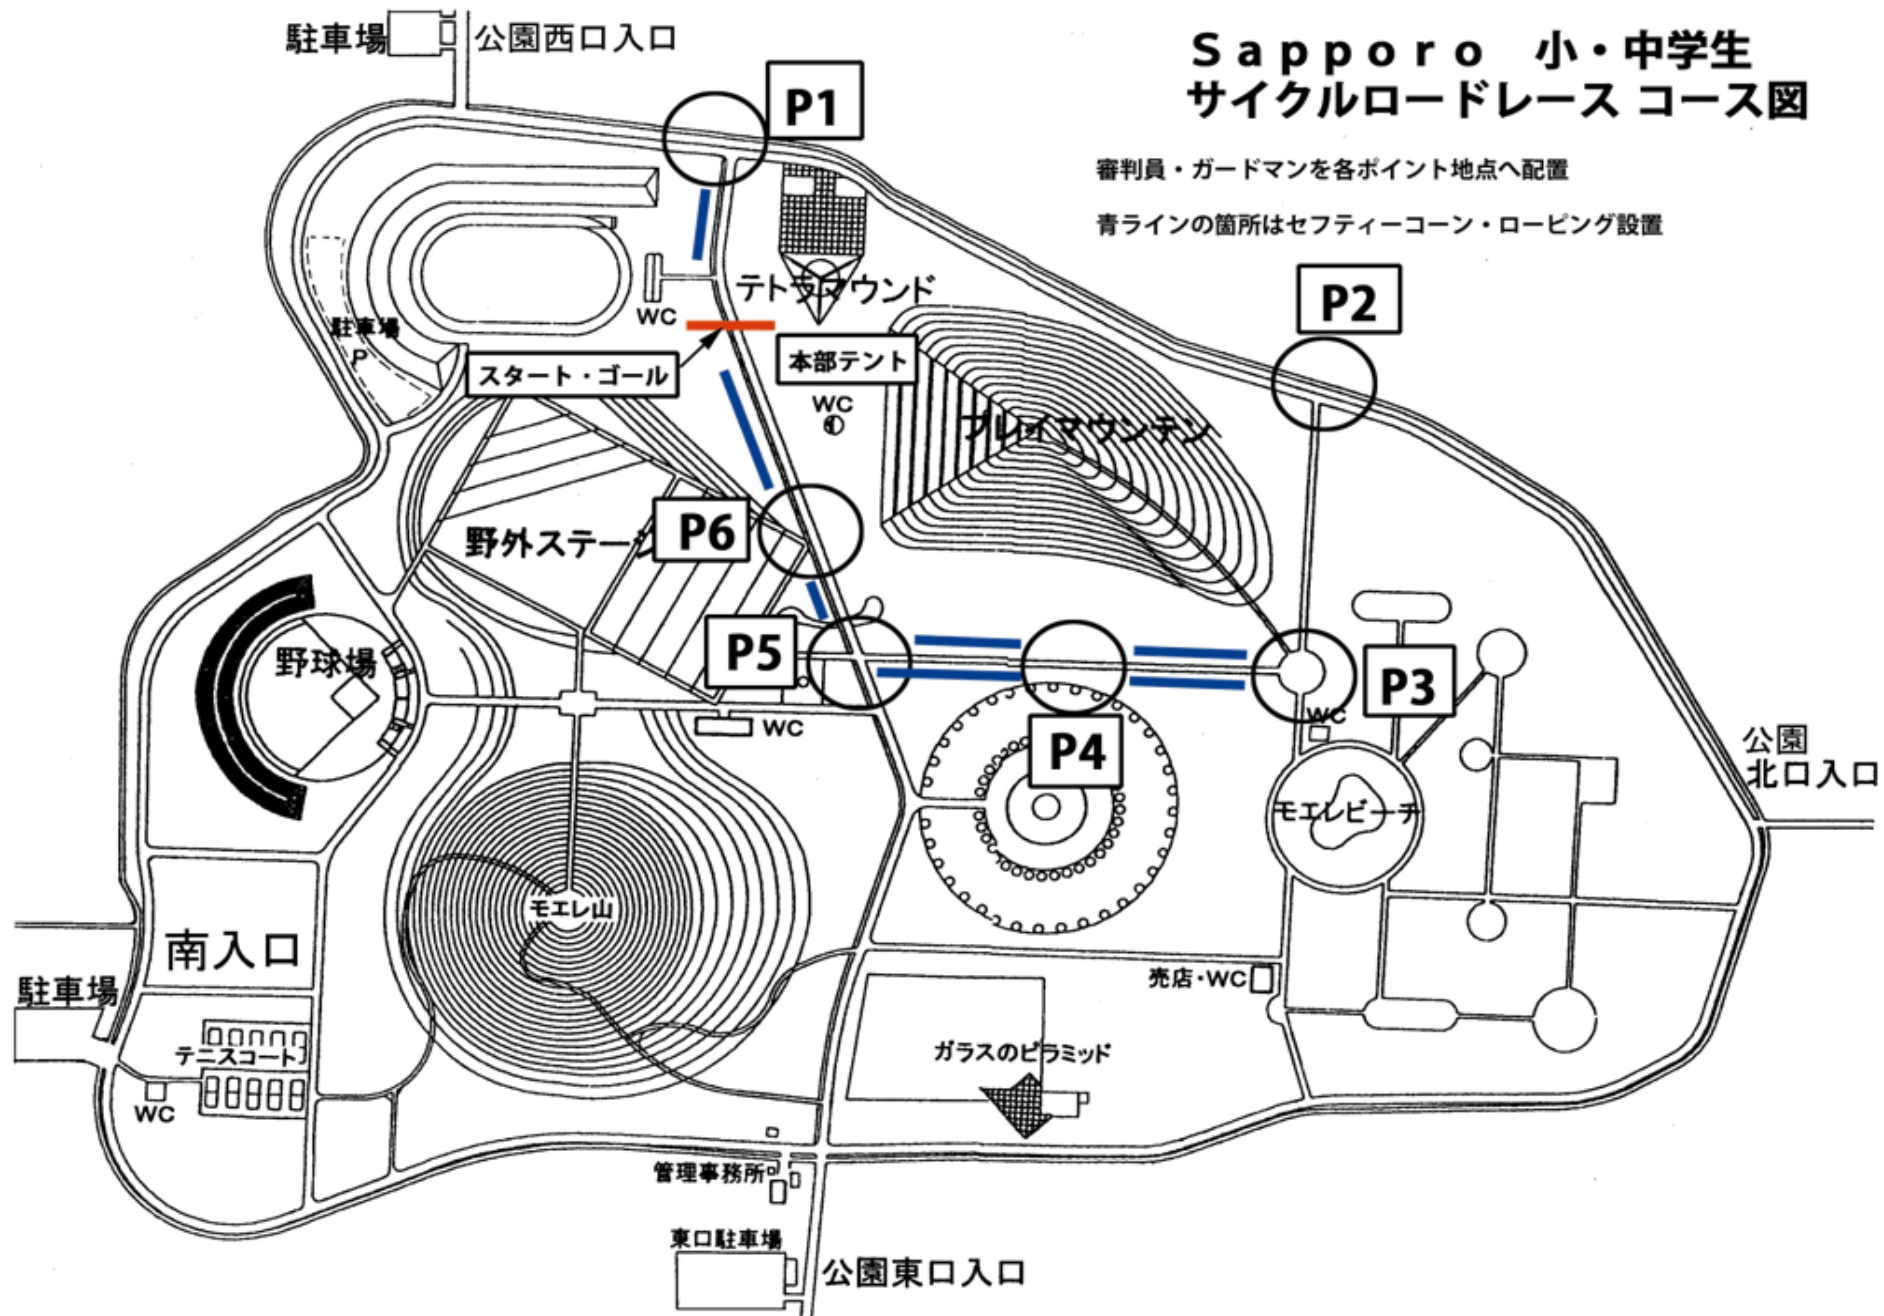 駐車場
公園西口入口
Sapporo 小・中学生
サイクルロードレース コース図
審判員・ガードマンを各ポイント地点へ配置
青ラインの箇所はセフティーコーン・ローピング設置
P1
テトラマウンド
P2
WC
駐車場
P
スタート・ゴール
本部テント
WC
プレイマウンテン
P6
野外ステージ
P5
野球場
P3
WC
WC
P4
公園
北口入口
モエレビーチ
モエレ山
南入口
駐車場
売店・WC
テニスコート
ガラスのピラミッド
WC
管理事務所
東口駐車場
公園東口入口